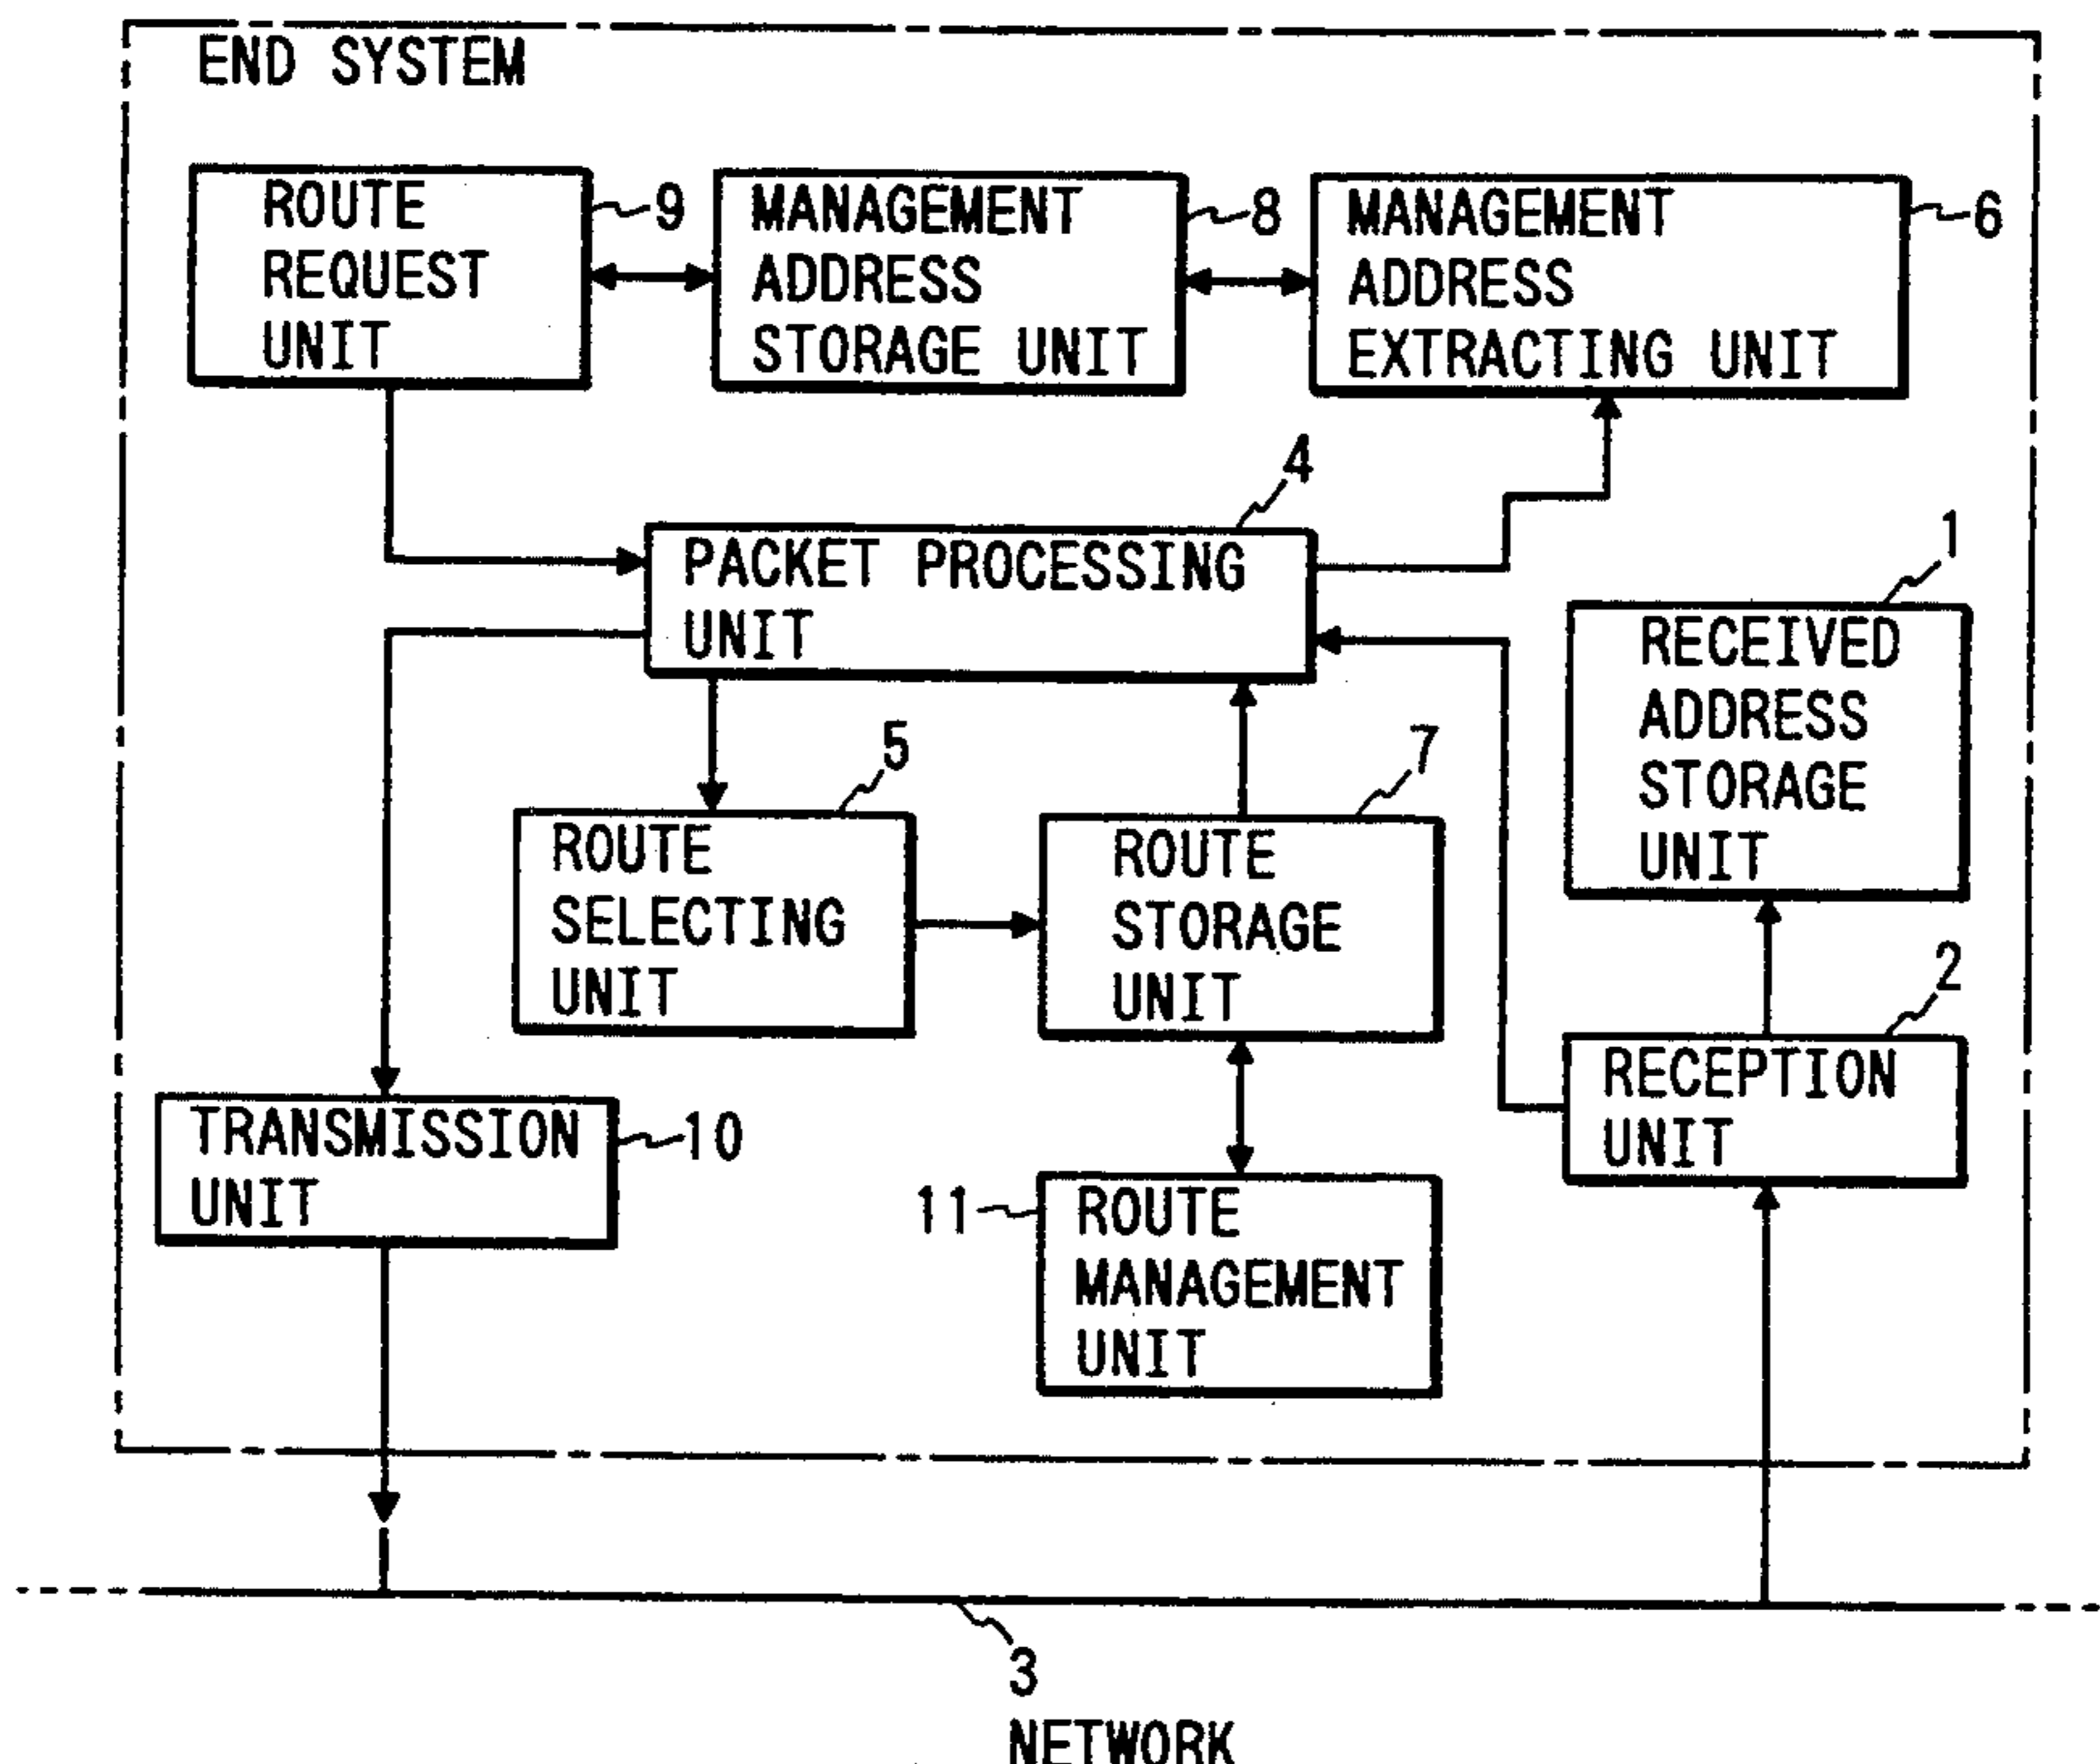 END SYSTEM
ROUTE
REQUEST
UNIT
9
MANAGEMENT
ADDRESS
STORAGE UNIT
8
MANAGEMENT
ADDRESS
EXTRACTING UNIT
6
4
PACKET PROCESSING
UNIT
1
RECEIVED
ADDRESS
STORAGE
UNIT
5
ROUTE
SELECTING
UNIT
7
ROUTE
STORAGE
UNIT
2
RECEPTION
UNIT
TRANSMISSION
UNIT
10
11
ROUTE
MANAGEMENT
UNIT
3
NETWORK